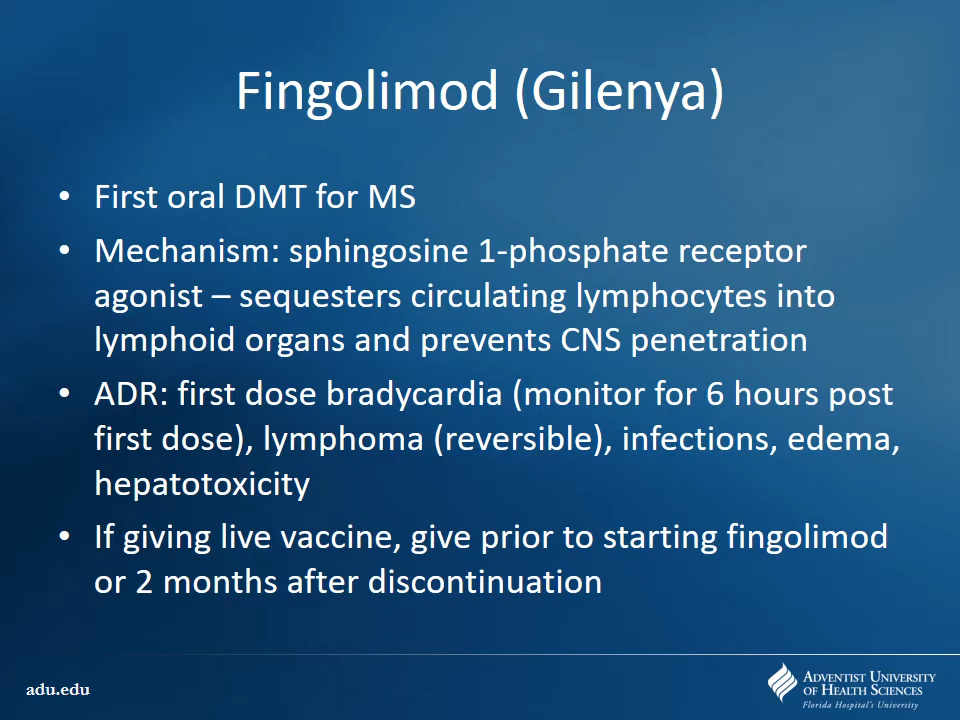 Fingolimod (Gilenya)
• First oral DMT for MS
• Mechanism: sphingosine 1-phosphate receptor
agonist – sequesters circulating lymphocytes into
lymphoid organs and prevents CNS penetration
• ADR: first dose bradycardia (monitor for 6 hours post
first dose), lymphoma (reversible), infections, edema,
hepatotoxicity
• If giving live vaccine, give prior to starting fingolimod
or 2 months after discontinuation
adu.edu
ADVENTIST UNIVERSITY
OF HEALTH SCIENCES
Florida Hospital's University